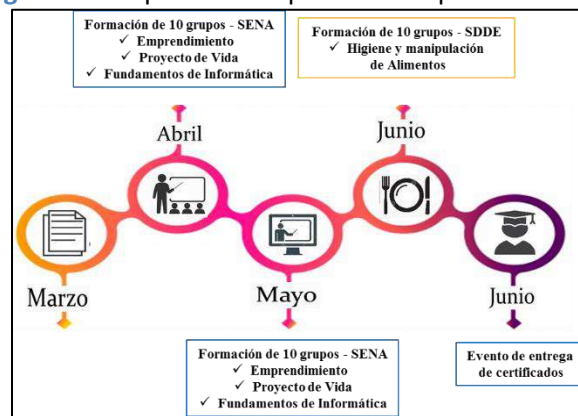 Formación de 10 grupos - SENA
✓ Emprendimiento
✓ Proyecto de Vida
✓ Fundamentos de Informática
Formación de 10 grupos - SDDE
✓ Higiene y manipulación
de Alimentos
Abril
Junio
Marzo
Mayo
Junio
Formación de 10 grupos - SENA
✓ Emprendimiento
✓ Proyecto de Vida
✓ Fundamentos de Informática
Evento de entrega
de certificados